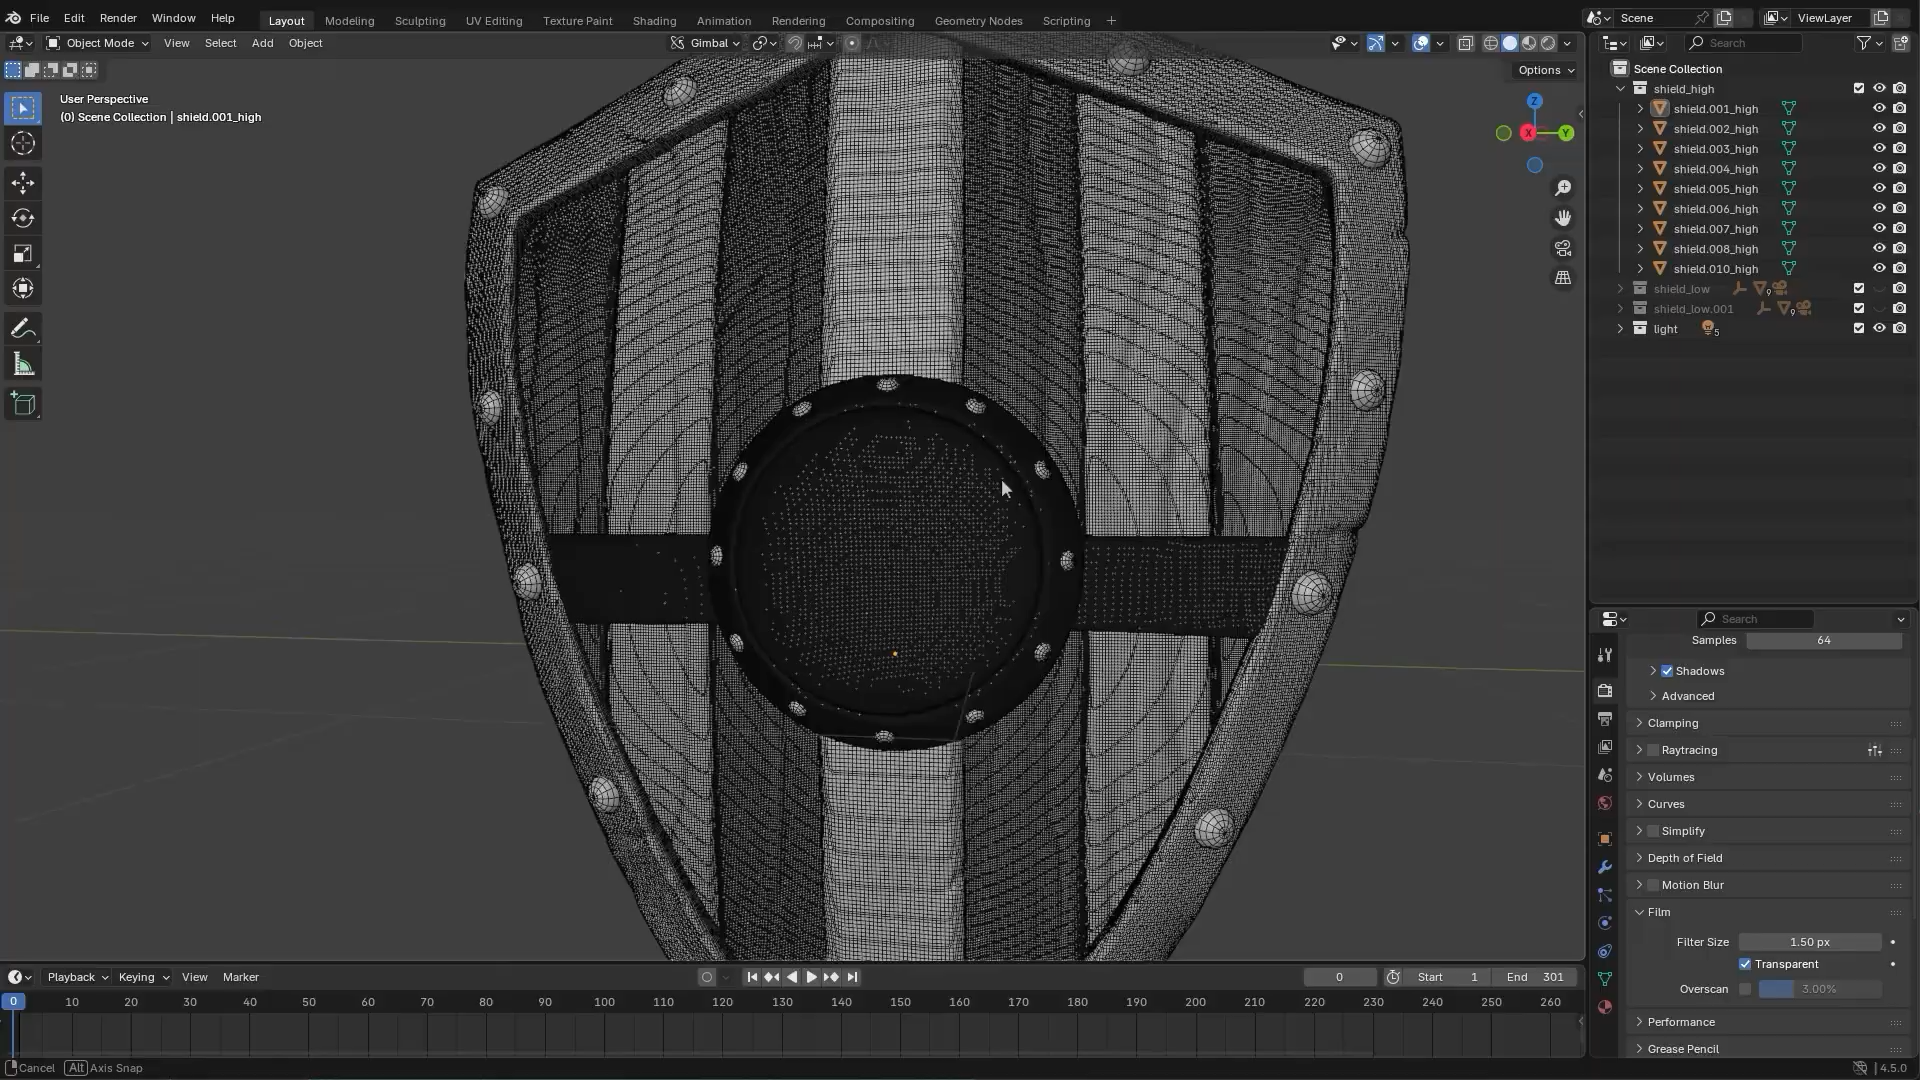 File Edit Render Window Help Layout Modeling Sculpting UV Editing Texture Paint Shading Animation Rendering Compositing Geometry Nodes Scripting + Scene ViewLayer
Object Mode View Select Add Object Gimbal Search
Options
User Perspective
(0) Scene Collection | shield.001_high
Z
X Y
Scene Collection
shield_high
shield.001_high
shield.002_high
shield.003_high
shield.004_high
shield.005_high
shield.006_high
shield.007_high
shield.008_high
shield.010_high
shield_low 9
shield_low.001 9
light 5
Search
Samples 64
Shadows
Advanced
Clamping
Raytracing
Volumes
Curves
Simplify
Depth of Field
Motion Blur
Film
Filter Size 1.50 px
Transparent
Overscan 3.00%
Performance
Grease Pencil
Playback Keying View Marker 0 Start 1 End 301
0 10 20 30 40 50 60 70 80 90 100 110 120 130 140 150 160 170 180 190 200 210 220 230 240 250 260
Cancel Alt Axis Snap 4.5.0